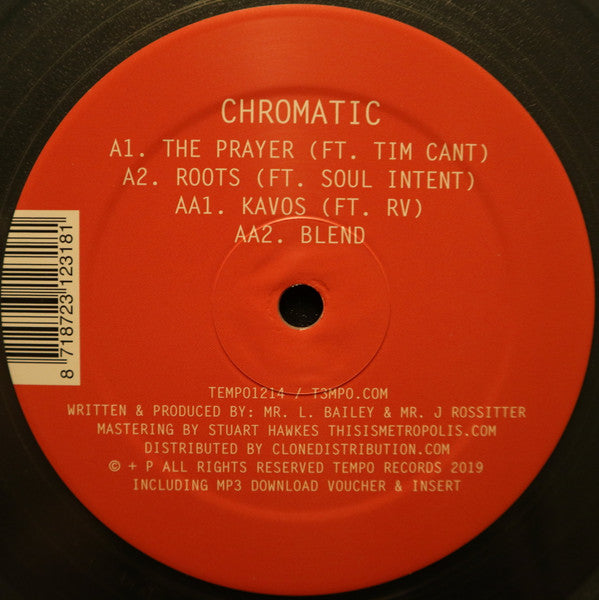 CHROMATIC
A1. THE PRAYER (FT. TIM CANT)
A2. ROOTS (FT. SOUL INTENT)
AA1. KAVOS (FT. RV)
AA2. BLEND
8 718723 123181
TEMPO1214 / T3MPO.COM
WRITTEN & PRODUCED BY: MR. L. BAILEY & MR. J ROSSITTER
MASTERING BY STUART HAWKES THISISMETROPOLIS.COM
DISTRIBUTED BY CLONEDISTRIBUTION.COM
© + P ALL RIGHTS RESERVED TEMPO RECORDS 2019
INCLUDING MP3 DOWNLOAD VOUCHER & INSERT